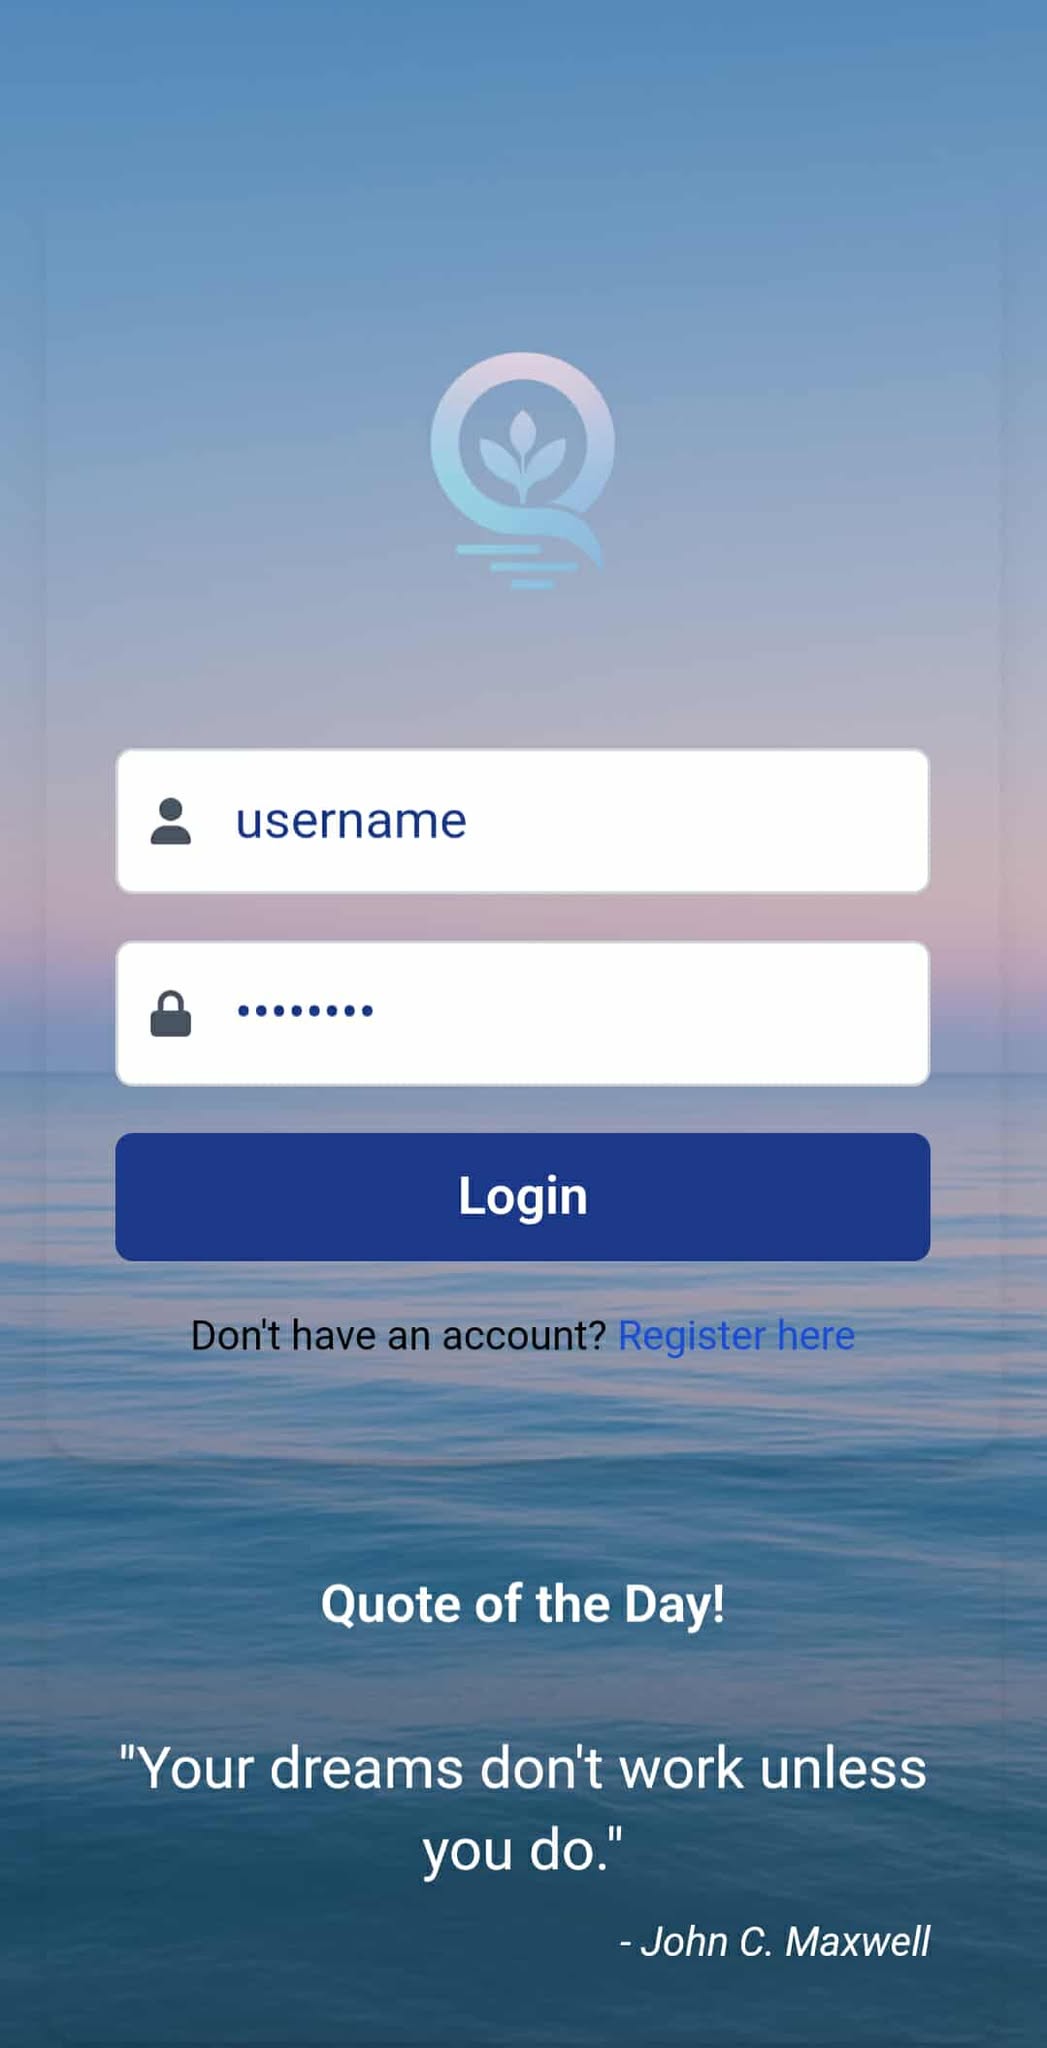 username
••••••••
Login
Don't have an account? Register here
Quote of the Day!
"Your dreams don't work unless
you do."
- John C. Maxwell